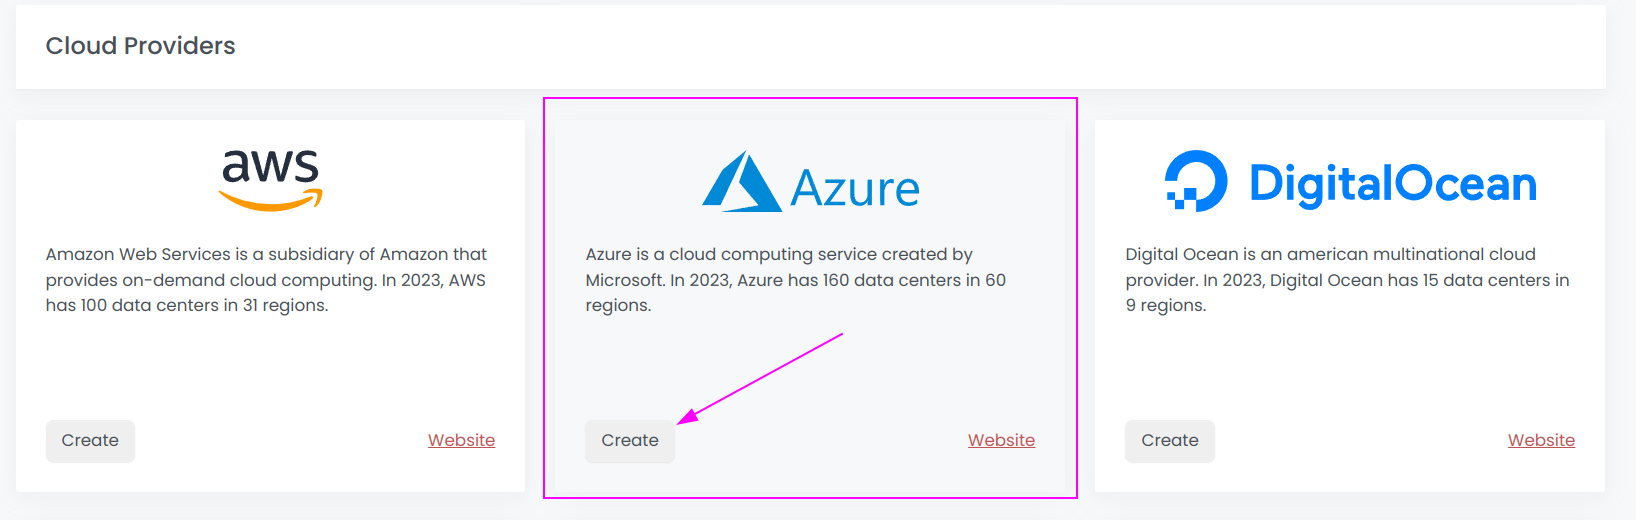 Cloud Providers
aws
Amazon Web Services is a subsidiary of Amazon that
provides on-demand cloud computing. In 2023, AWS
has 100 data centers in 31 regions.
Create
Website
Azure
Azure is a cloud computing service created by
Microsoft. In 2023, Azure has 160 data centers in 60
regions.
Create
Website
DigitalOcean
Digital Ocean is an american multinational cloud
provider. In 2023, Digital Ocean has 15 data centers in
9 regions.
Create
Website